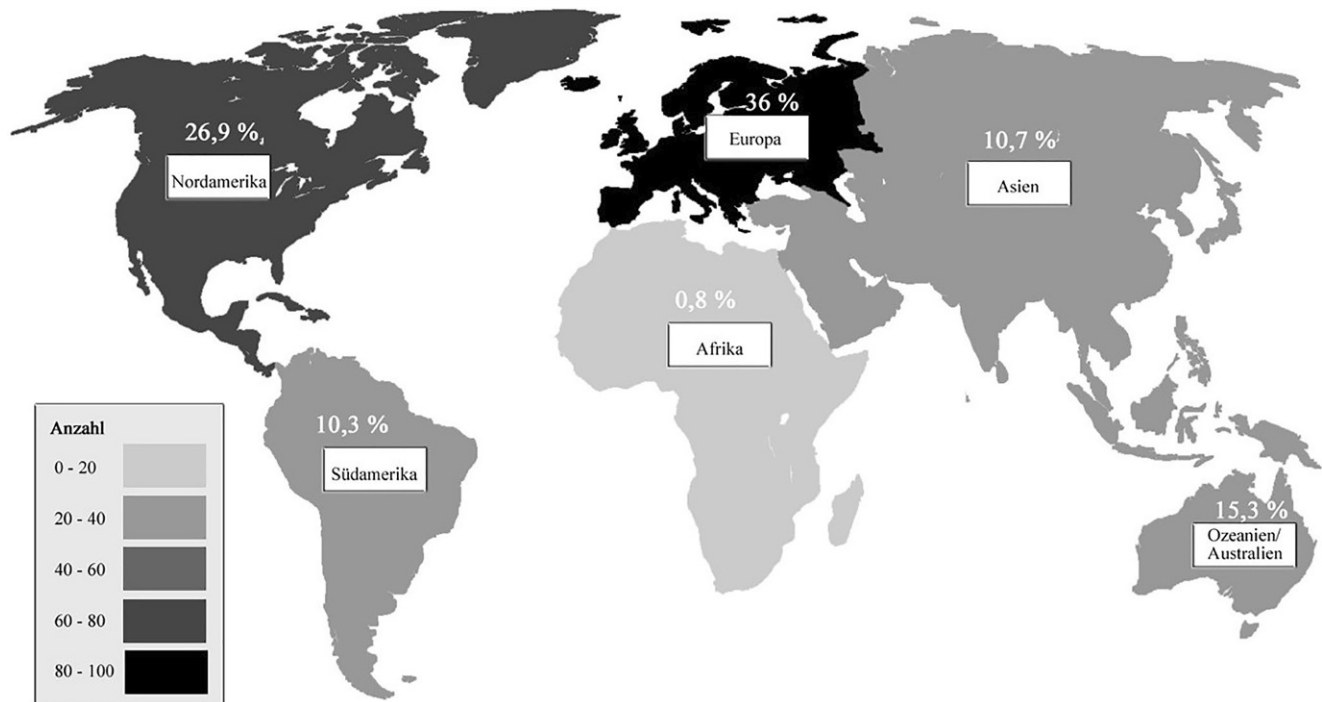 26,9 %
Nordamerika
36 %
Europa
10,7 %
Asien
0,8 %
Afrika
10,3 %
Südamerika
15,3 %
Ozeanien/
Australien
Anzahl
0 - 20
20 - 40
40 - 60
60 - 80
80 - 100